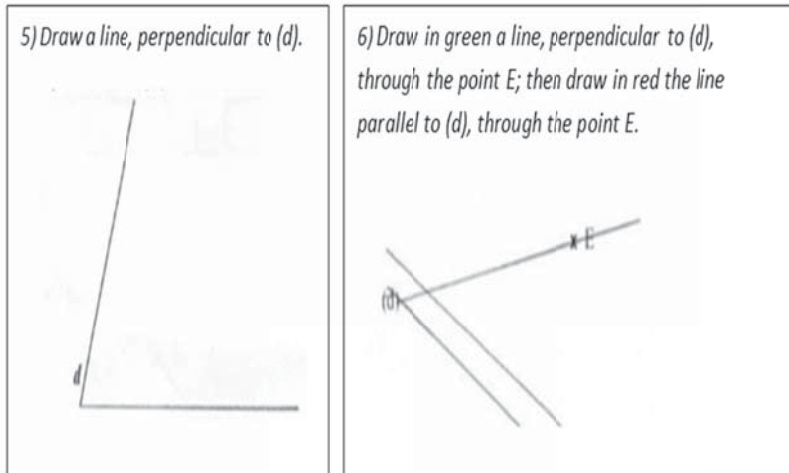 5) Draw a line, perpendicular to (d).
d
6) Draw in green a line, perpendicular to (d),
through the point E; then draw in red the line
parallel to (d), through the point E.
x E
(d)